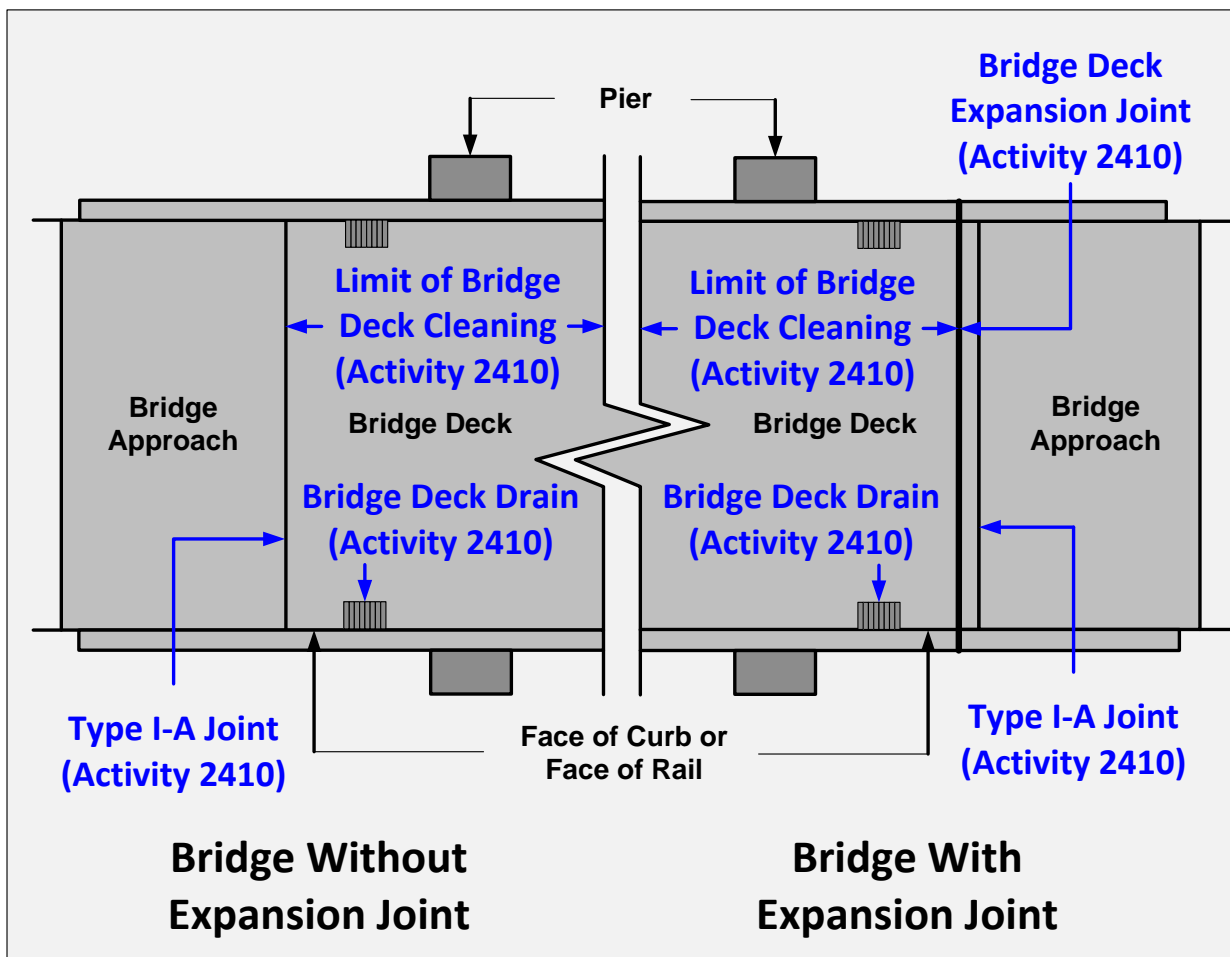 Pier
Bridge Deck
Expansion Joint
(Activity 2410)
Limit of Bridge
Deck Cleaning
(Activity 2410)
Limit of Bridge
Deck Cleaning
(Activity 2410)
Bridge
Approach
Bridge Deck
Bridge Deck
Bridge
Approach
Bridge Deck Drain
(Activity 2410)
Bridge Deck Drain
(Activity 2410)
Type I-A Joint
(Activity 2410)
Face of Curb or
Face of Rail
Type I-A Joint
(Activity 2410)
Bridge Without
Expansion Joint
Bridge With
Expansion Joint